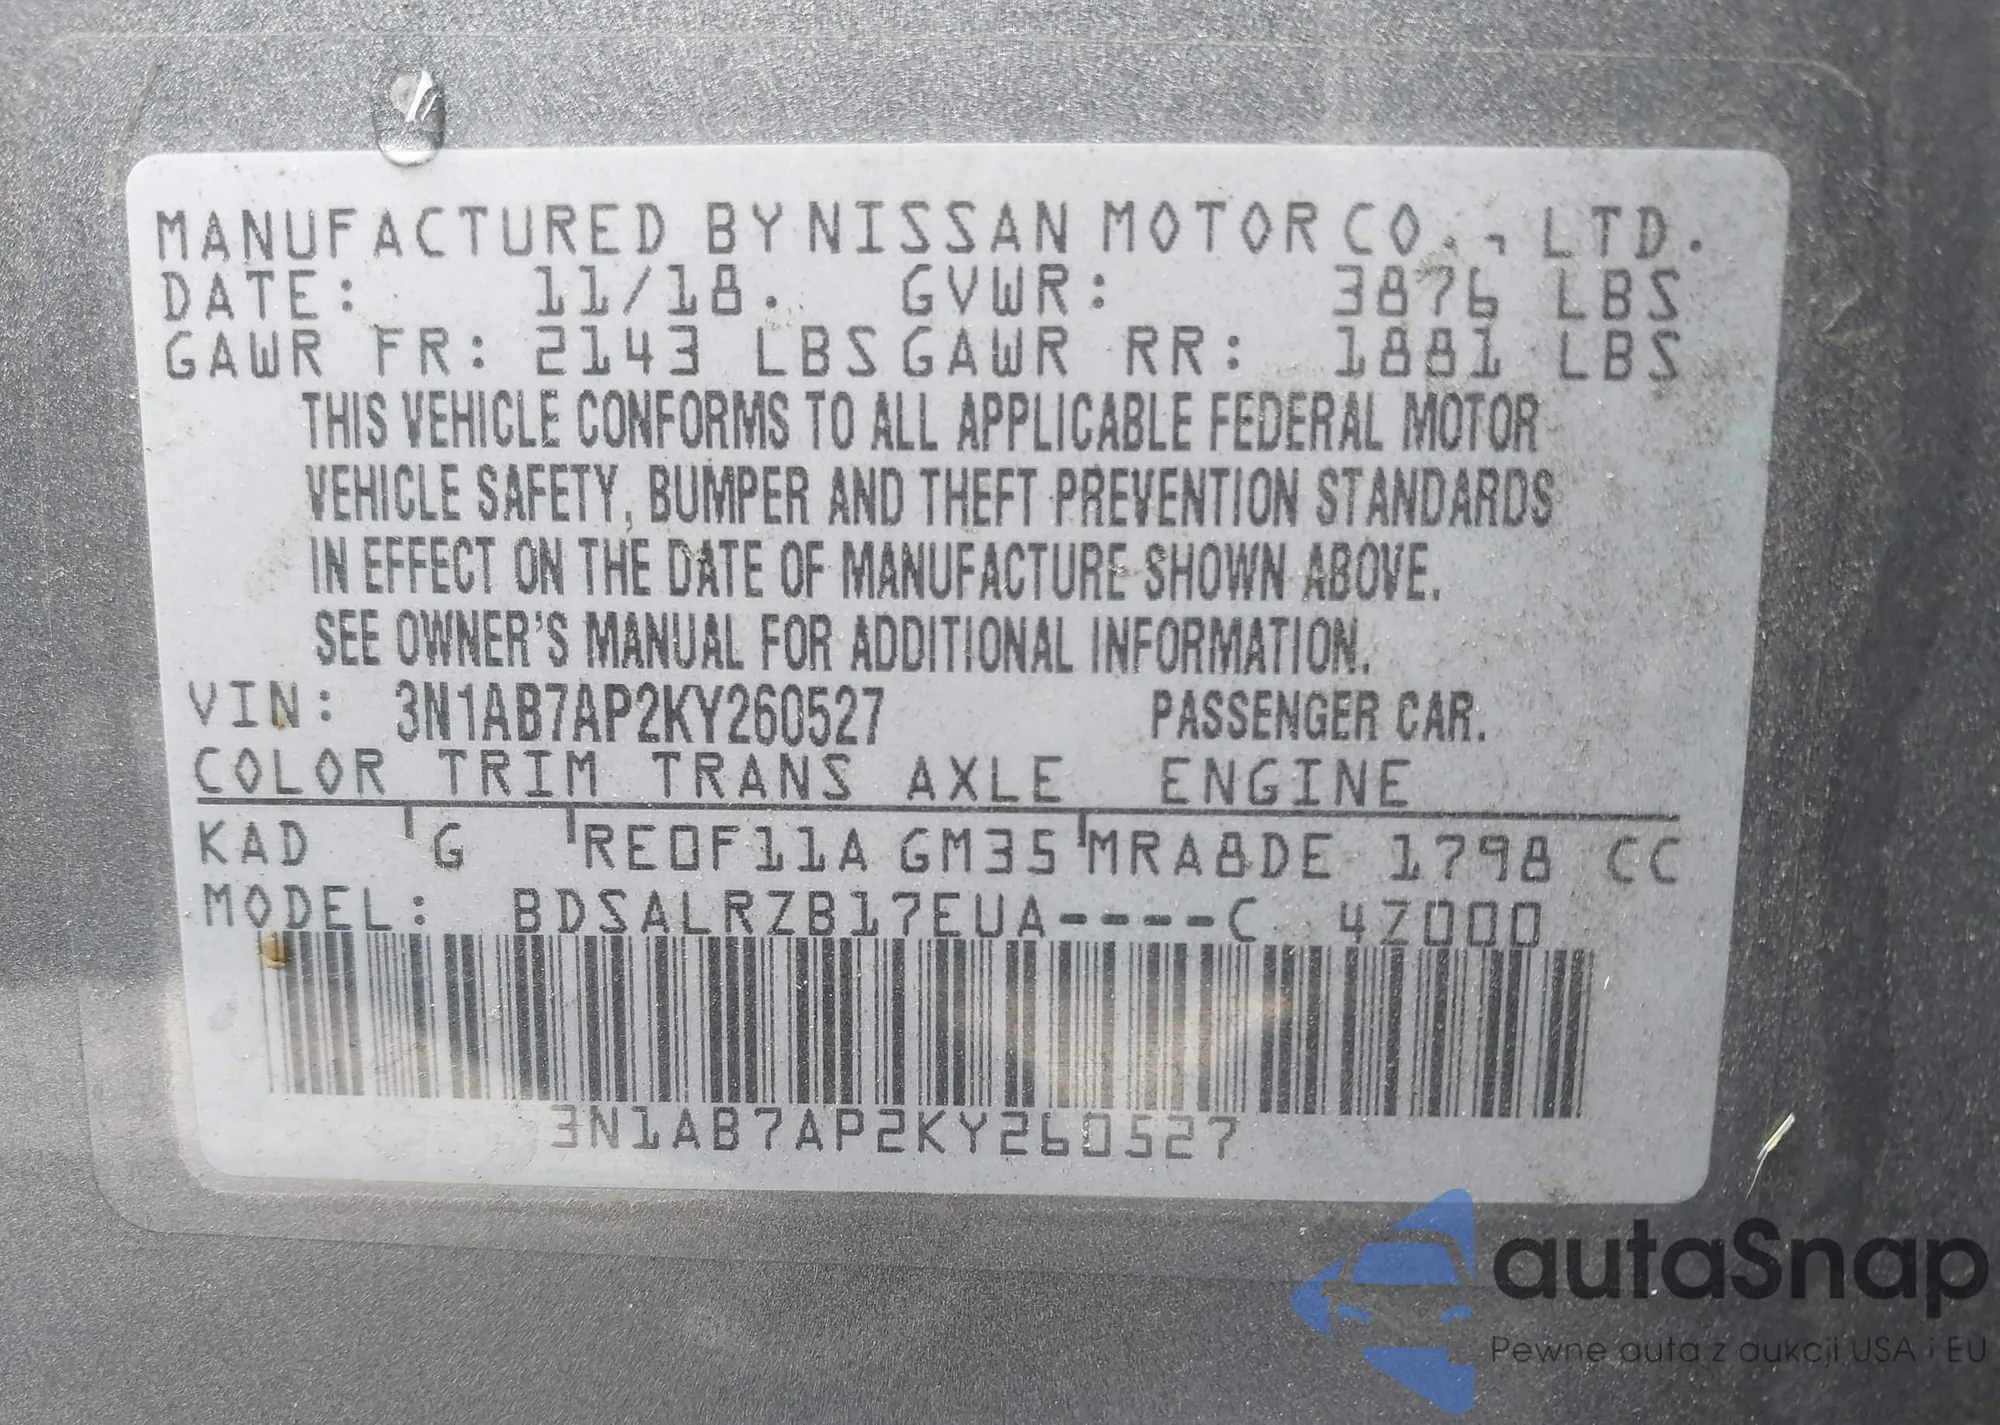 MANUFACTURED BY NISSAN MOTOR CO., LTD.
DATE: 11/18. GVWR: 3876 LBS
GAWR FR: 2143 LBS GAWR RR: 1881 LBS
THIS VEHICLE CONFORMS TO ALL APPLICABLE FEDERAL MOTOR
VEHICLE SAFETY, BUMPER AND THEFT PREVENTION STANDARDS
IN EFFECT ON THE DATE OF MANUFACTURE SHOWN ABOVE.
SEE OWNER'S MANUAL FOR ADDITIONAL INFORMATION.
VIN: 3N1AB7AP2KY260527 PASSENGER CAR.
COLOR TRIM TRANS AXLE ENGINE
KAD G RE0F11A GM35 MRA8DE 1798 CC
MODEL: BDSALRZB17EUA----C 4Z000
3N1AB7AP2KY260527
autaSnap
Pewne auta z aukcji USA i EU